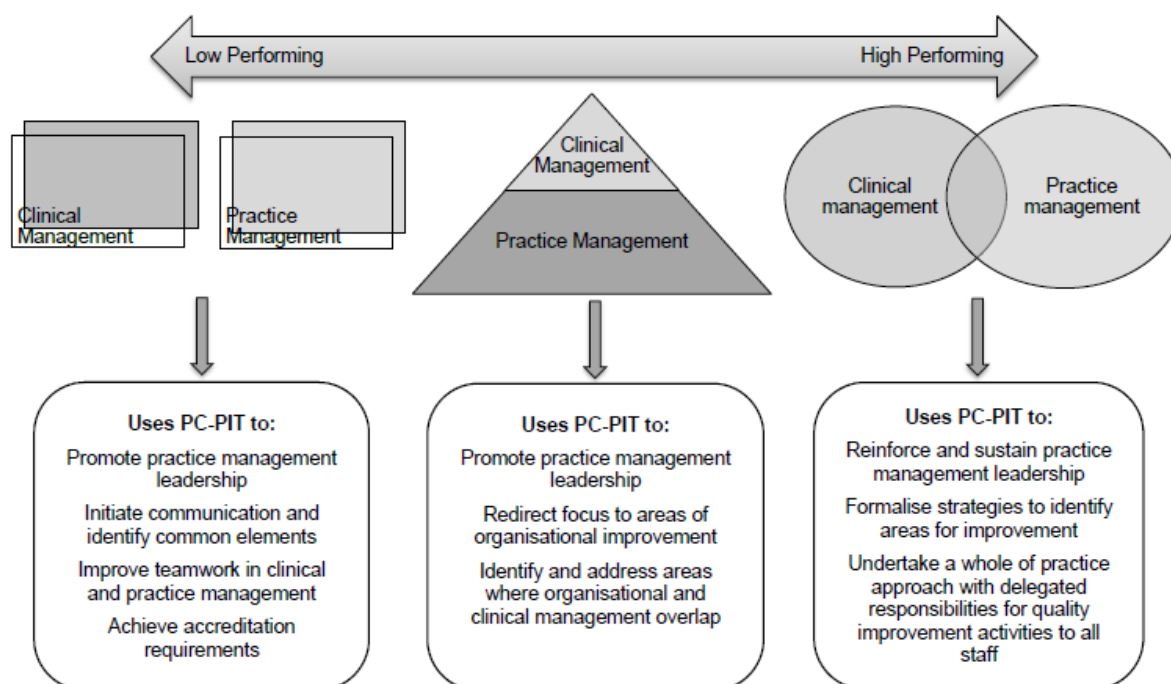 Low Performing
High Performing
Clinical
Management
Practice
Management
Clinical
Management
Practice Management
Clinical
management
Practice
management
Uses PC-PIT to:
Promote practice management
leadership
Initiate communication and
identify common elements
Improve teamwork in clinical
and practice management
Achieve accreditation
requirements
Uses PC-PIT to:
Promote practice management
leadership
Redirect focus to areas of
organisational improvement
Identify and address areas
where organisational and
clinical management overlap
Uses PC-PIT to:
Reinforce and sustain practice
management leadership
Formalise strategies to identify
areas for improvement
Undertake a whole of practice
approach with delegated
responsibilities for quality
improvement activities to all
staff